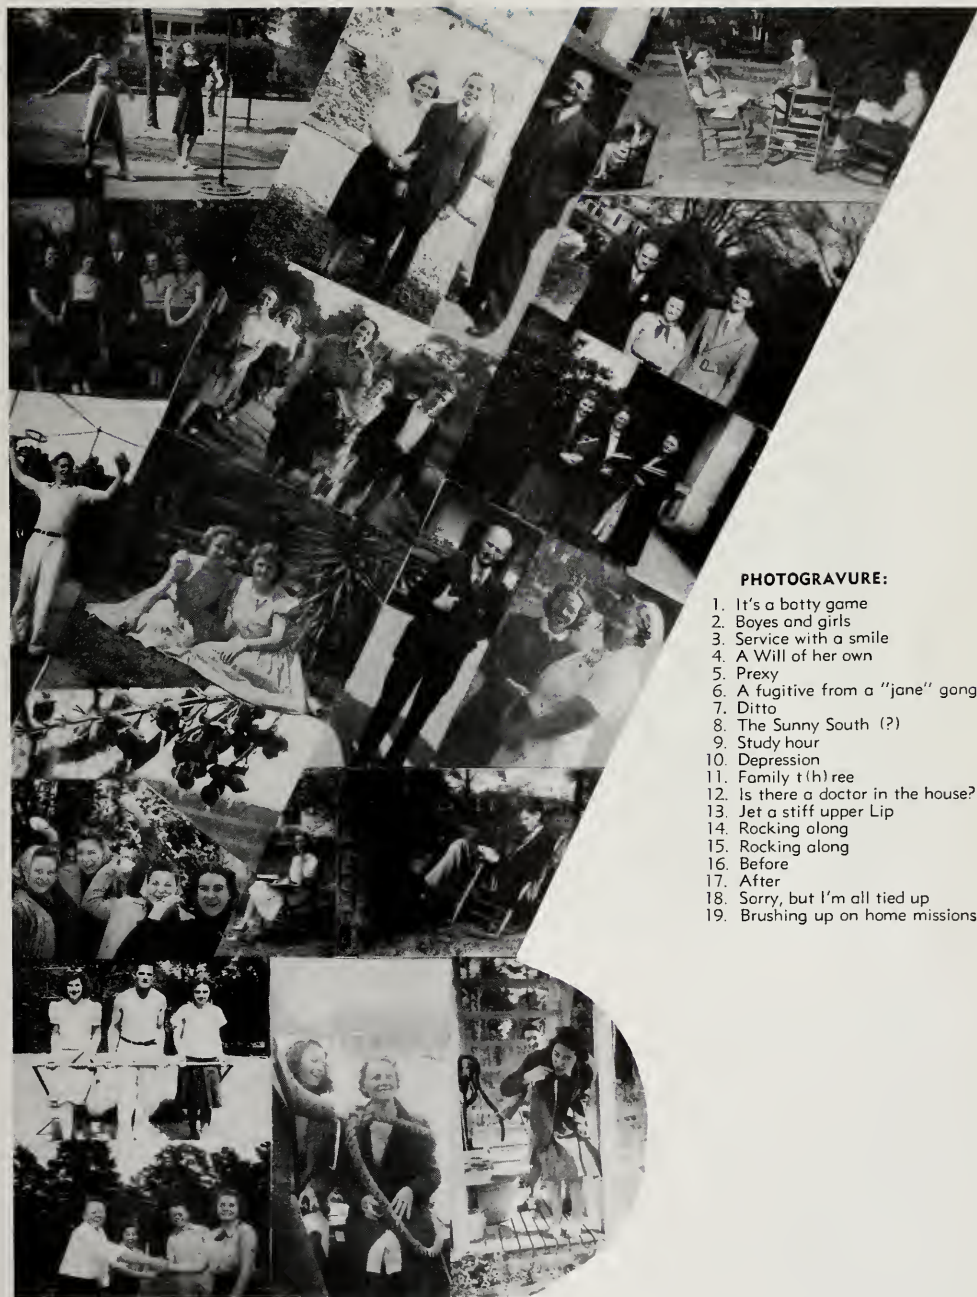 PHOTOGRAVURE:
1. It's a batty game
2. Boyes and girls
3. Service with a smile
4. A Will of her own
5. Prexy
6. A fugitive from a "jane" gang
7. Ditto
8. The Sunny South (?)
9. Study hour
10. Depression
11. Family t(h)ree
12. Is there a doctor in the house?
13. Jet a stiff upper Lip
14. Rocking along
15. Rocking along
16. Before
17. After
18. Sorry, but I'm all tied up
19. Brushing up on home missions